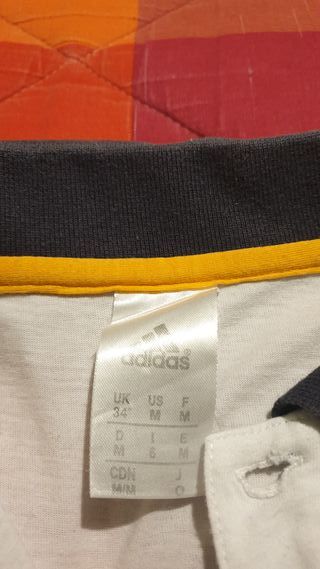 adidas®
UK US F
34" M M
D I E
M 6 M
CDN J
M/M O